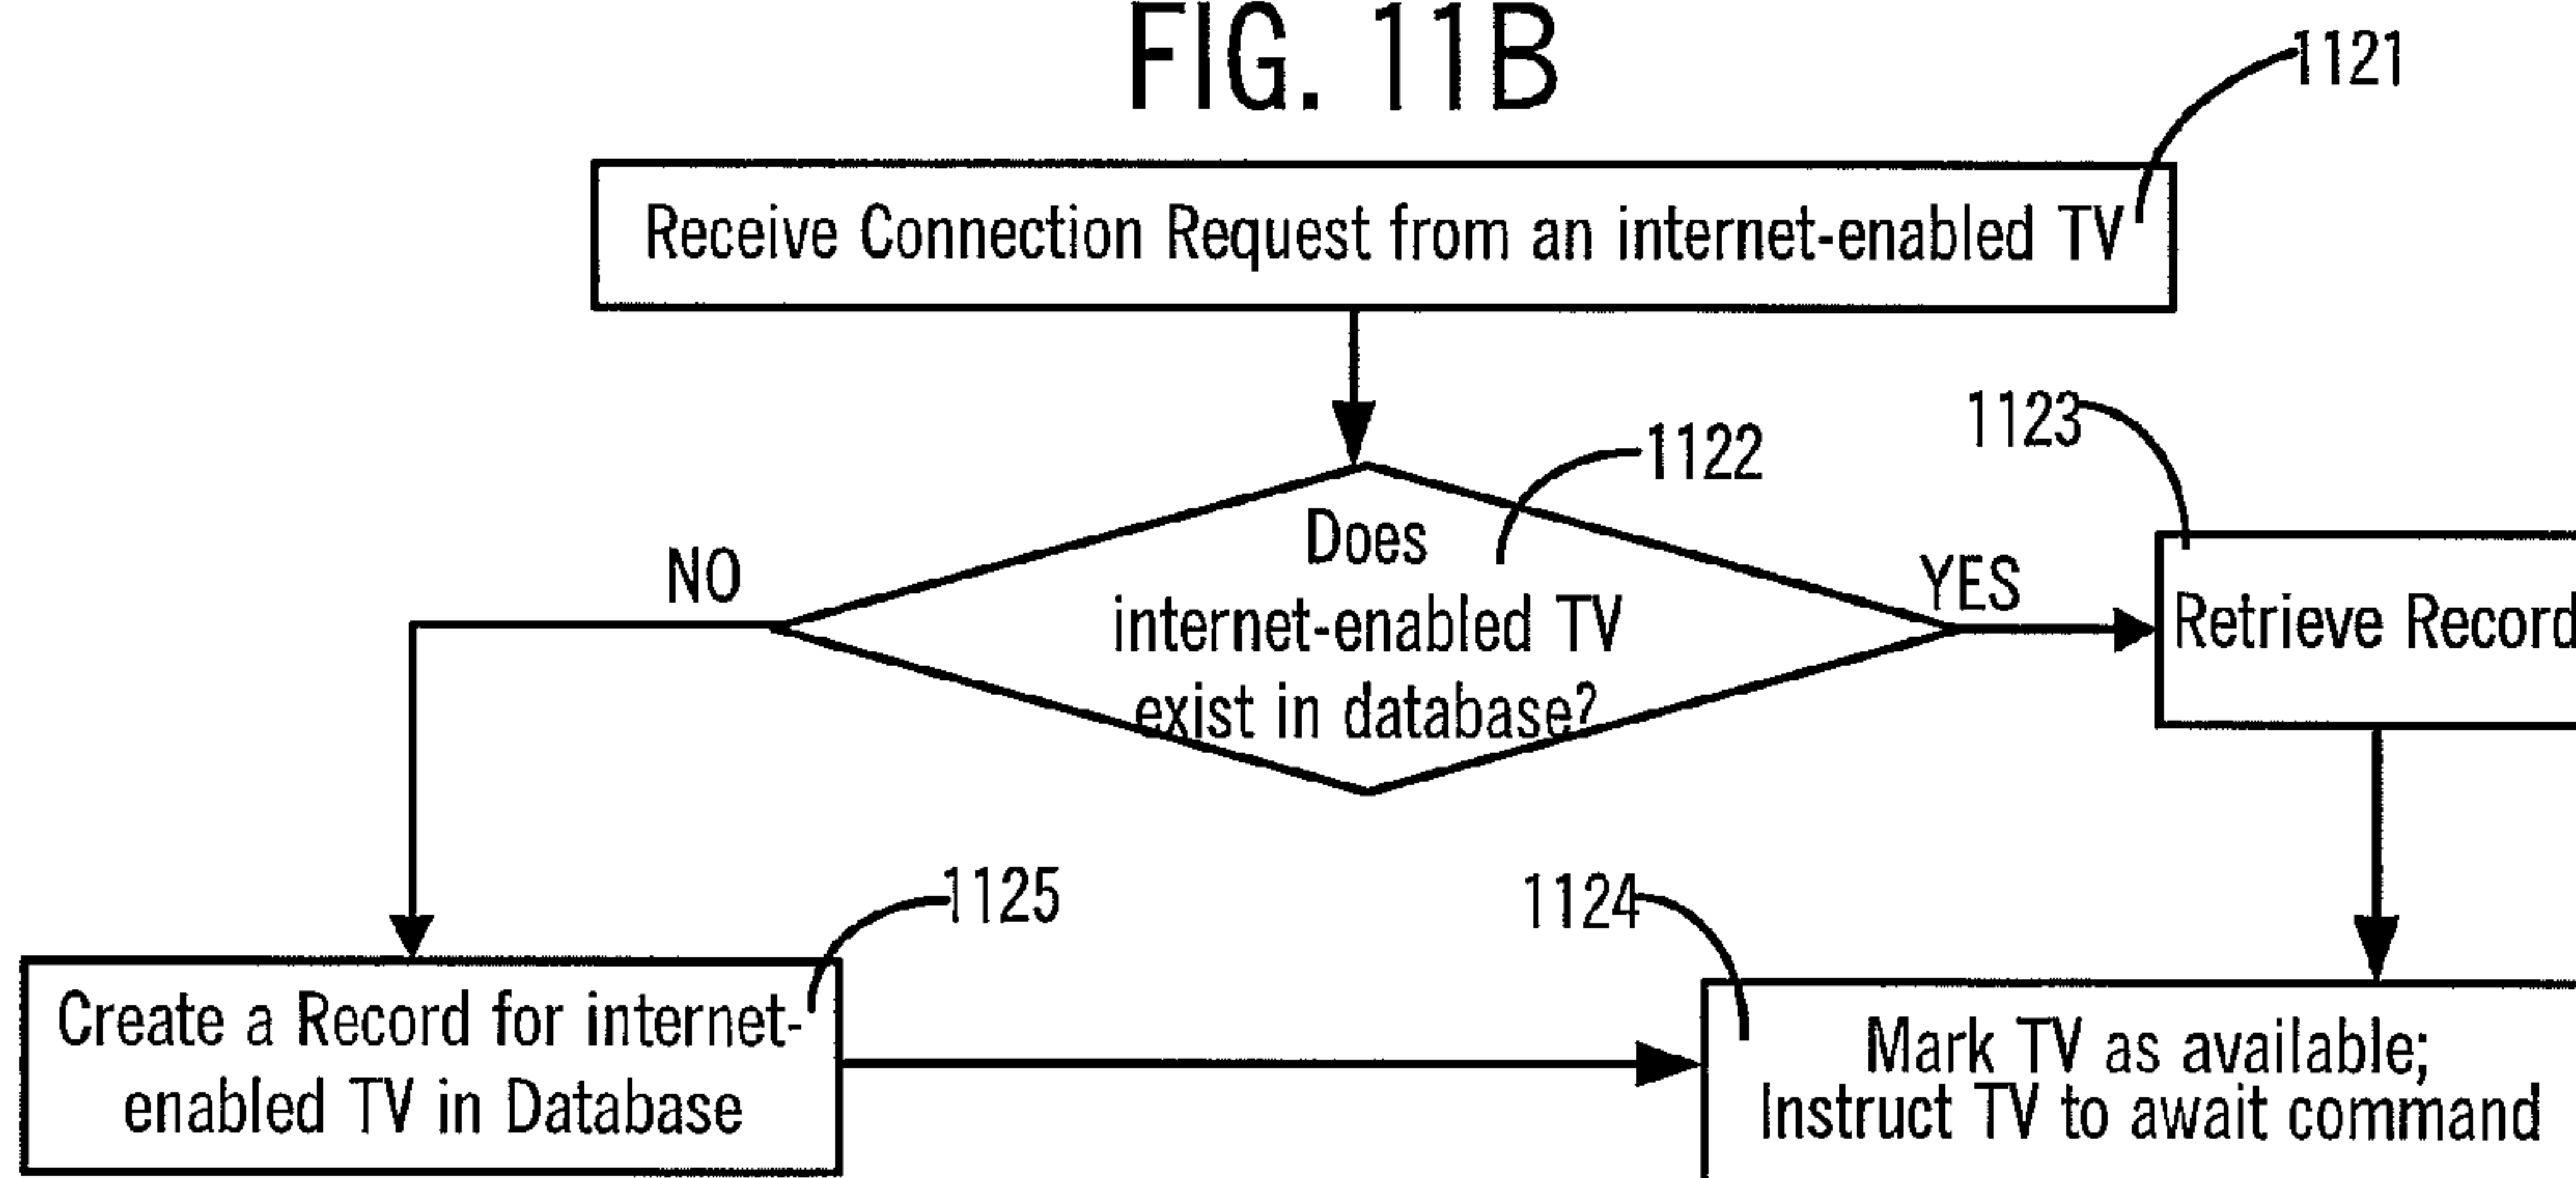 FIG. 11B
1121
Receive Connection Request from an internet-enabled TV
1122
1123
Does
internet-enabled TV
exist in database?
NO
YES
Retrieve Record
1125
1124
Create a Record for internet-
enabled TV in Database
Mark TV as available;
Instruct TV to await command